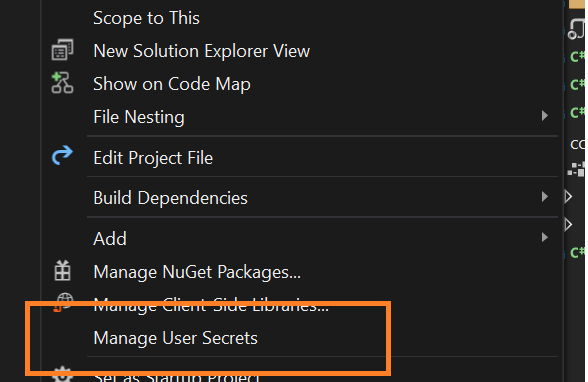 Scope to This
New Solution Explorer View
Show on Code Map
File Nesting
C#
C#
C#
Edit Project File
Build Dependencies
Add
C#
Manage NuGet Packages...
Manage Client-Side Libraries...
Manage User Secrets
Set as Startup Project